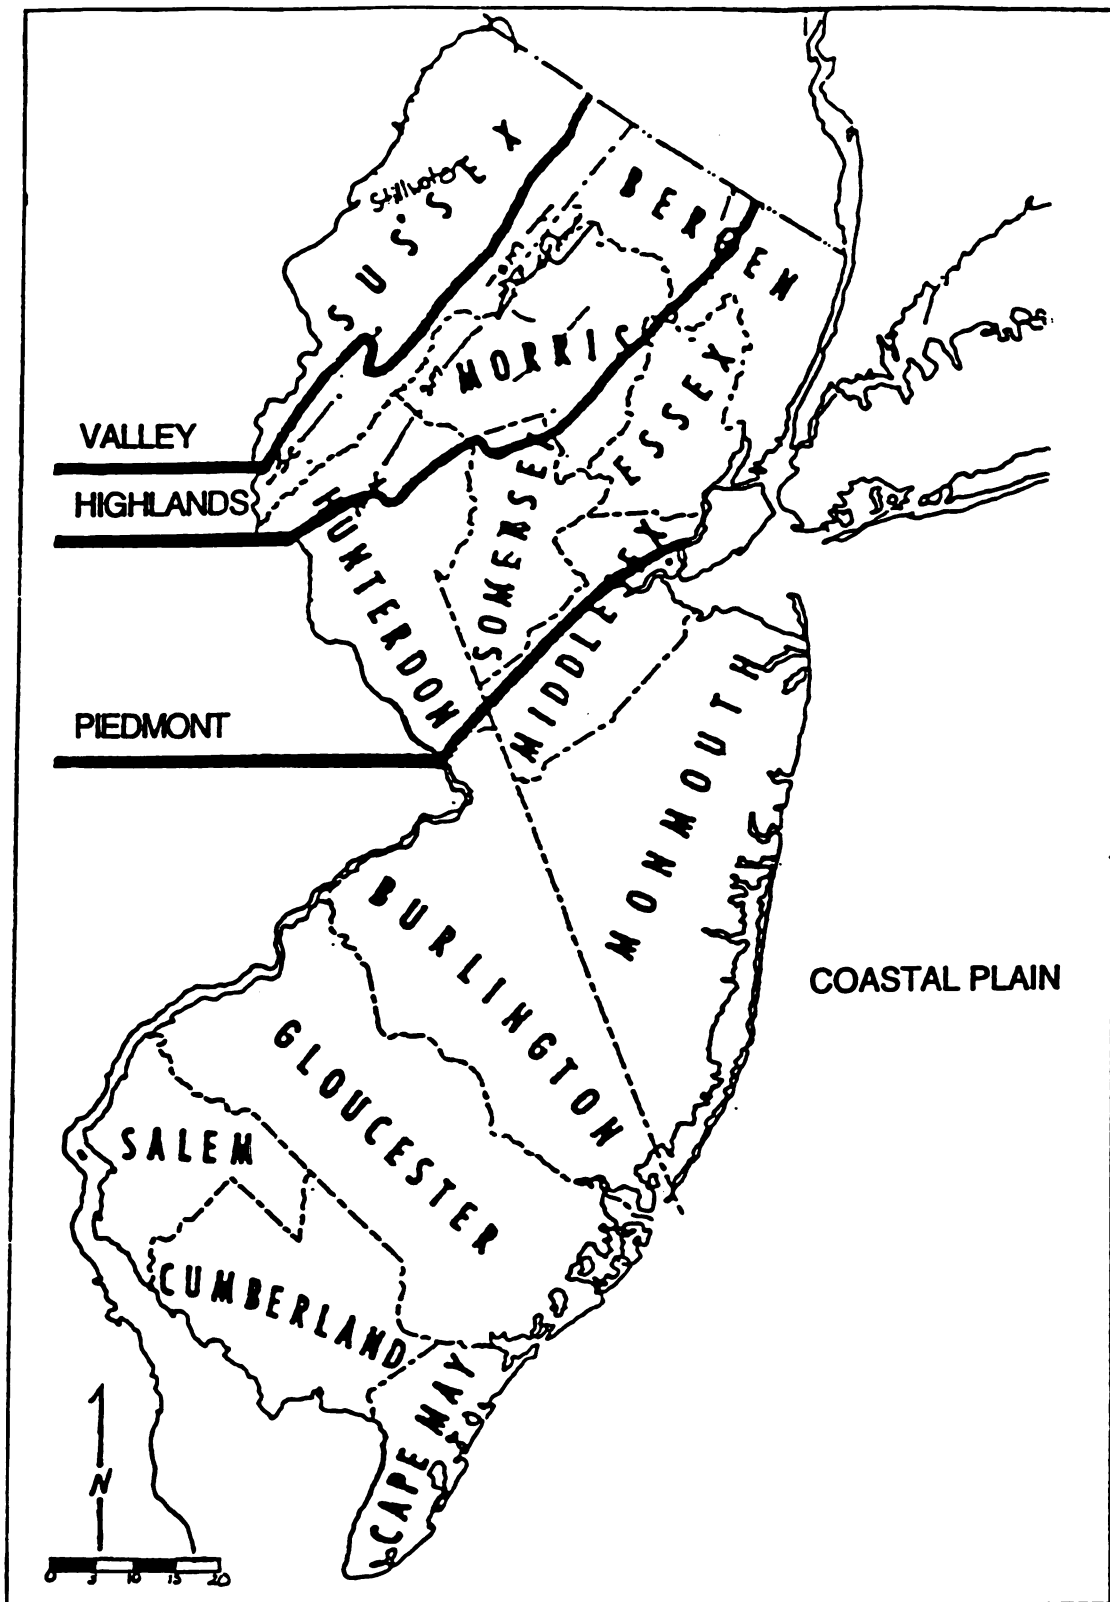 SUSSEX
Stillwater
BERGEN
MORRIS
ESSEX
VALLEY
HIGHLANDS
HUNTERDON
SOMERSET
MIDDLESEX
PIEDMONT
MONMOUTH
BURLINGTON
COASTAL PLAIN
GLOUCESTER
SALEM
CUMBERLAND
CAPE MAY
N
0 5 10 15 20